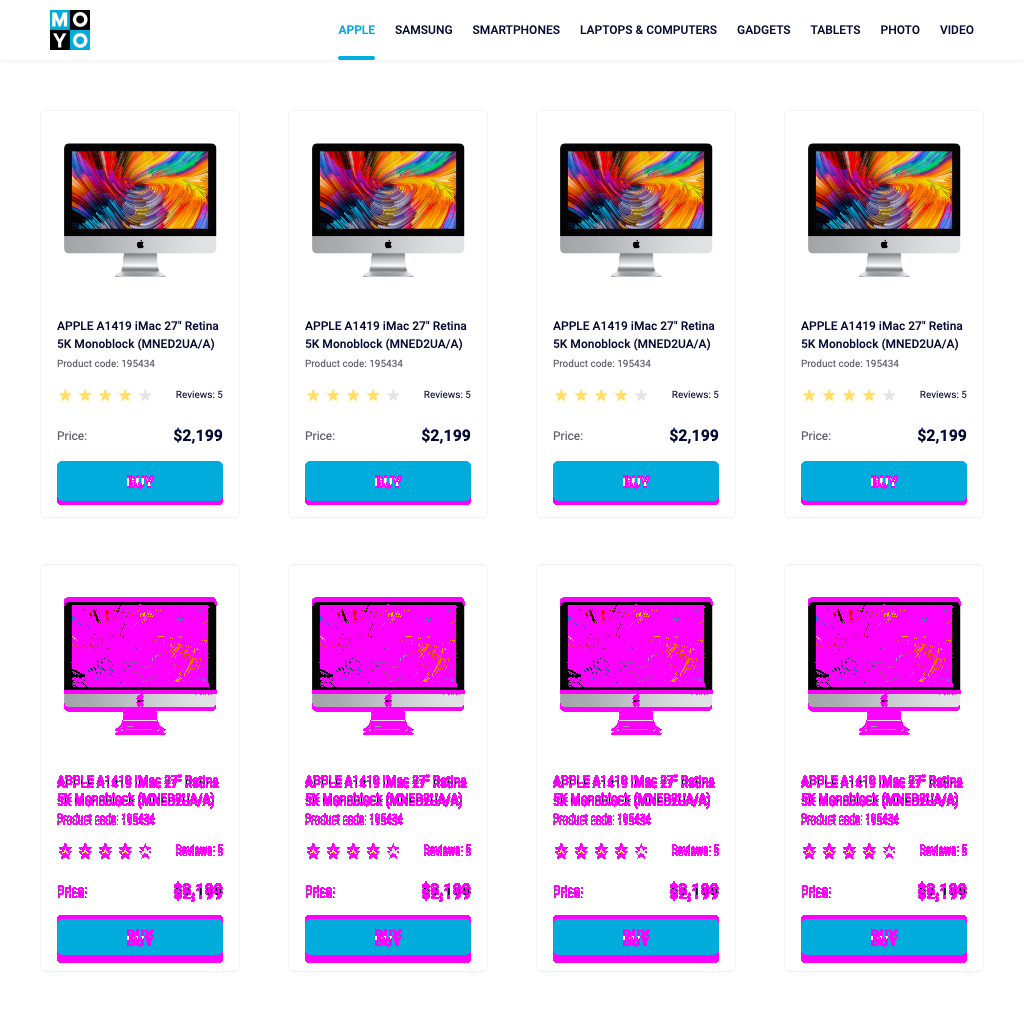 MO
YO
APPLE SAMSUNG SMARTPHONES LAPTOPS & COMPUTERS GADGETS TABLETS PHOTO VIDEO
APPLE A1419 iMac 27" Retina APPLE A1419 iMac 27" Retina APPLE A1419 iMac 27" Retina APPLE A1419 iMac 27" Retina
5K Monoblock (MNED2UA/A) 5K Monoblock (MNED2UA/A) 5K Monoblock (MNED2UA/A) 5K Monoblock (MNED2UA/A)
Product code: 195434 Product code: 195434 Product code: 195434 Product code: 195434
Reviews: 5 Reviews: 5 Reviews: 5 Reviews: 5
Price: $2,199 Price: $2,199 Price: $2,199 Price: $2,199
BUY BUY BUY BUY
APPLE A1419 iMac 27" Retina APPLE A1419 iMac 27" Retina APPLE A1419 iMac 27" Retina APPLE A1419 iMac 27" Retina
5K Monoblock (MNED2UA/A) 5K Monoblock (MNED2UA/A) 5K Monoblock (MNED2UA/A) 5K Monoblock (MNED2UA/A)
Product code: 195434 Product code: 195434 Product code: 195434 Product code: 195434
Reviews: 5 Reviews: 5 Reviews: 5 Reviews: 5
Price: $2,199 Price: $2,199 Price: $2,199 Price: $2,199
BUY BUY BUY BUY